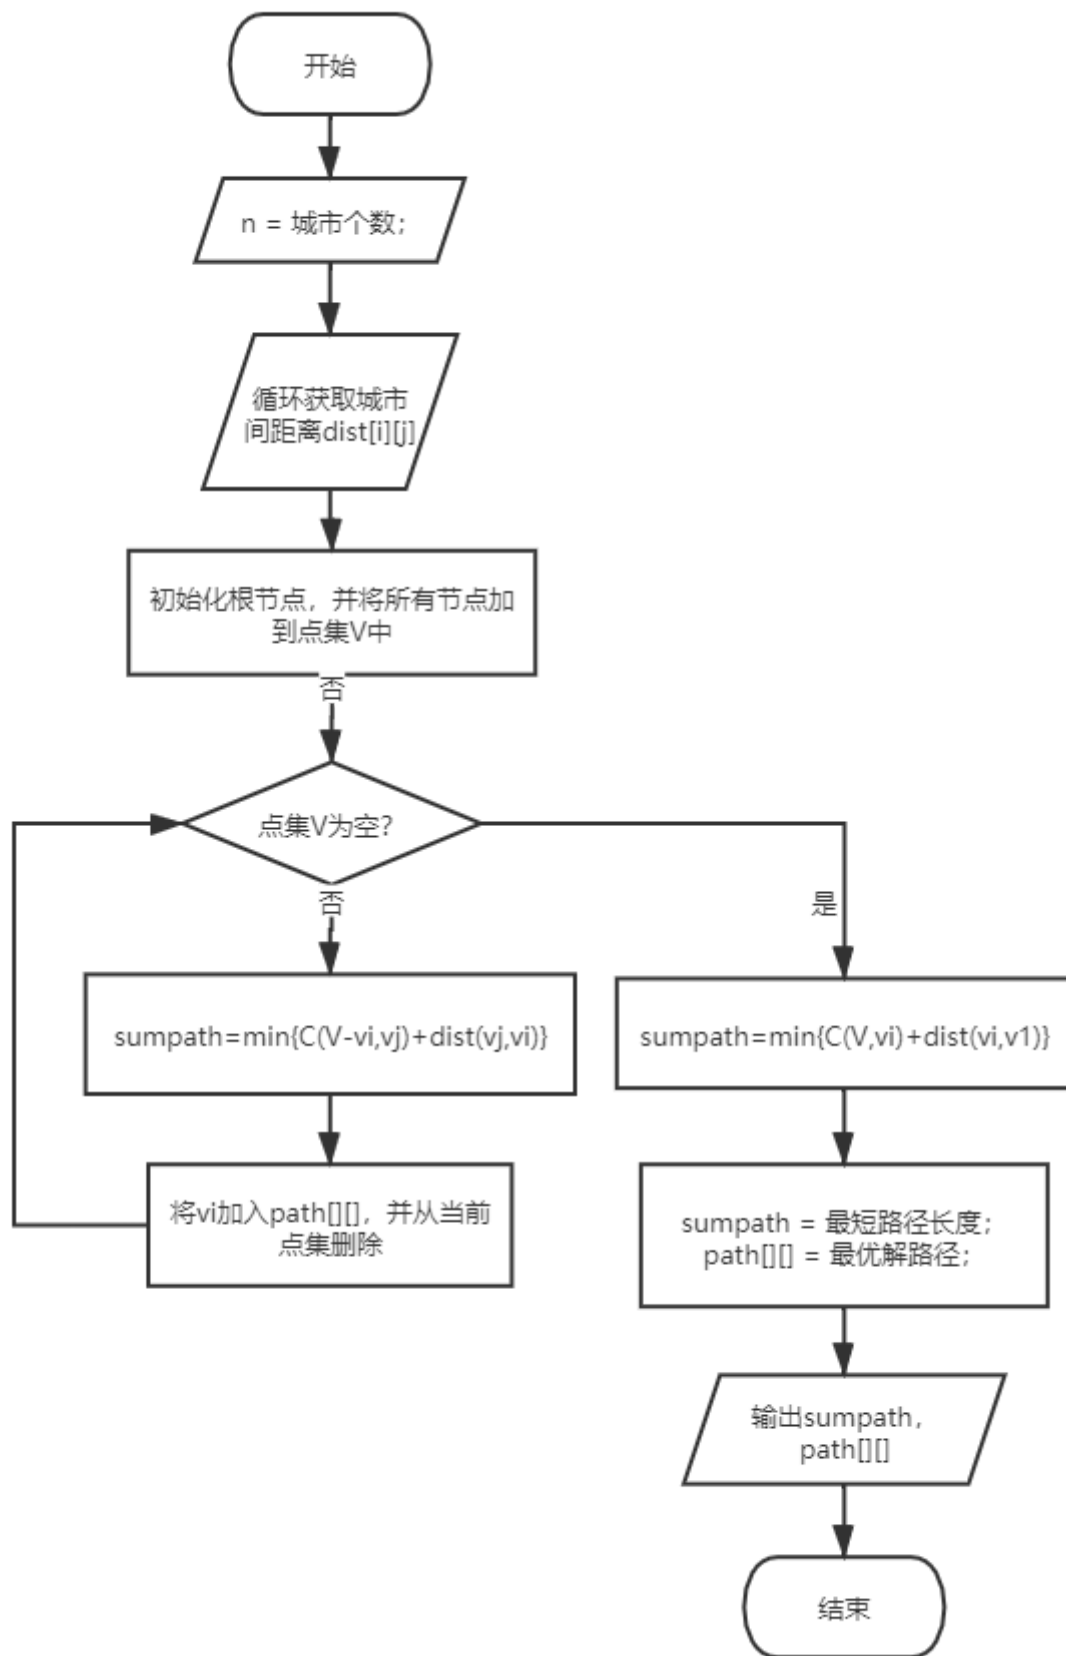 开始
n = 城市个数；
循环获取城市
间距离dist[i][j]
初始化根节点，并将所有节点加
到点集V中
否
点集V为空？
否
是
sumpath=min{C(V-vi,vj)+dist(vj,vi)}
sumpath=min{C(V,vi)+dist(vi,v1)}
将vi加入path[][]，并从当前
点集删除
sumpath = 最短路径长度；
path[][] = 最优解路径；
输出sumpath，
path[][]
结束